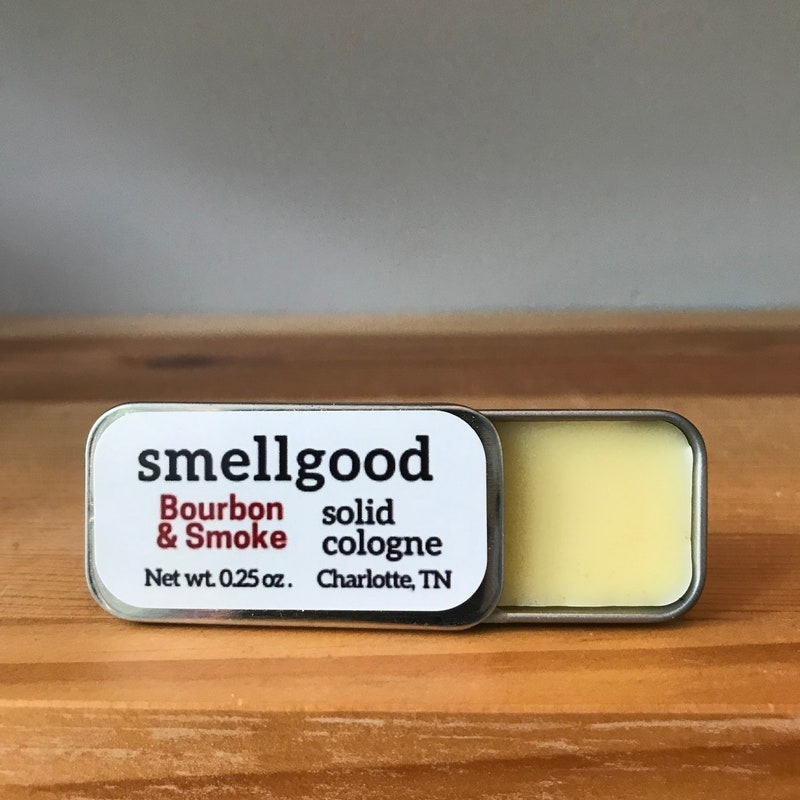 smellgood
Bourbon
& Smoke
solid
cologne
Net wt. 0.25 oz.
Charlotte, TN